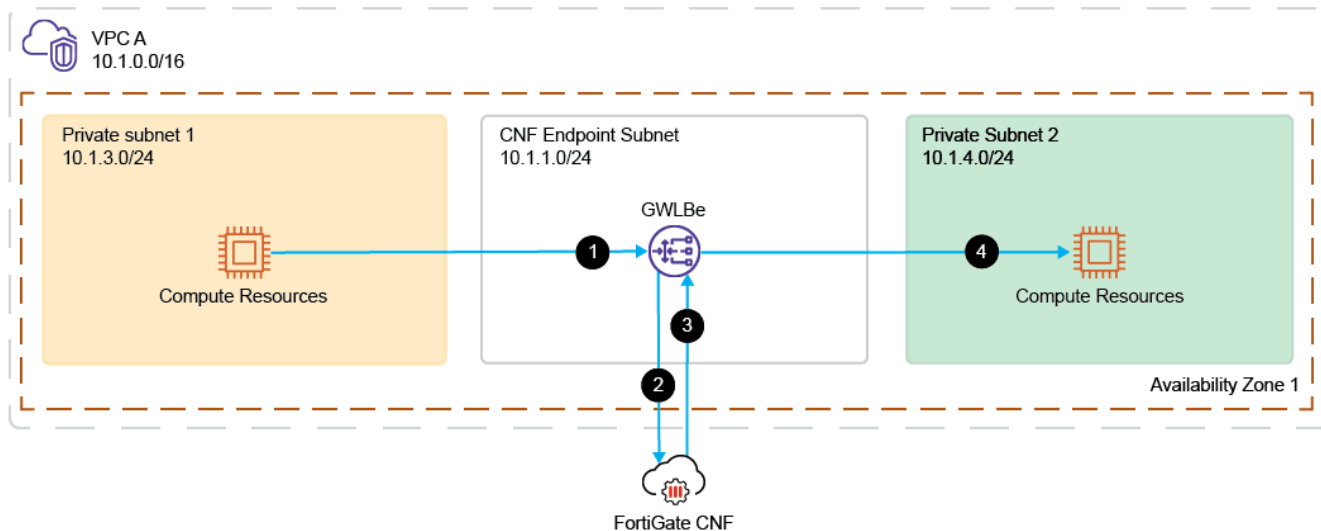 VPC A
10.1.0.0/16
Private subnet 1
10.1.3.0/24
CNF Endpoint Subnet
10.1.1.0/24
Private Subnet 2
10.1.4.0/24
GWLBe
1
4
Compute Resources
Compute Resources
3
2
Availability Zone 1
FortiGate CNF